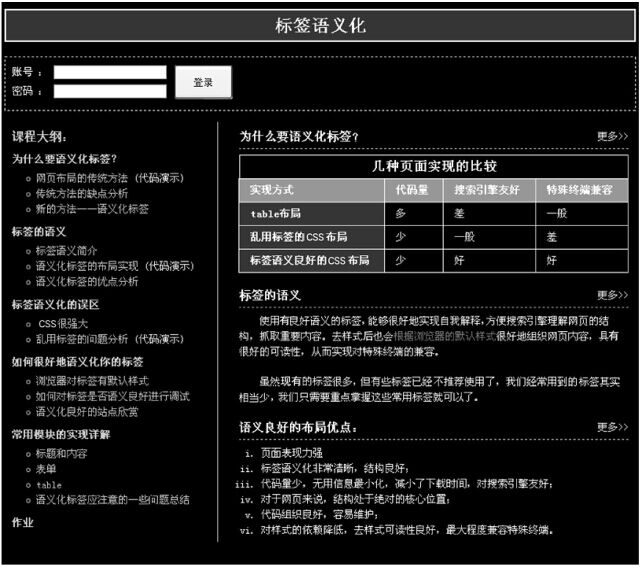 标签语义化
账号：
密码：
登录
课程大纲：
为什么要语义化标签?
网页布局的传统方法（代码演示）
传统方法的缺点分析
新的方法——语义化标签
标签的语义
标签语义简介
语义化标签的布局实现（代码演示）
语义化标签的优点分析
标签语义化的误区
CSS很强大
乱用标签的问题分析（代码演示）
如何很好地语义化你的标签
浏览器对标签有默认样式
如何对标签是否语义良好进行调试
语义化良好的站点欣赏
常用模块的实现详解
标题和内容
表单
table
语义化标签应注意的一些问题总结
作业
为什么要语义化标签? 更多>>
几种页面实现的比较
实现方式 代码量 搜索引擎友好 特殊终端兼容
table布局 多 差 一般
乱用标签的CSS布局 少 一般 差
标签语义良好的CSS布局 少 好 好
标签的语义 更多>>
使用有良好语义的标签，能够很好地实现自我解释，方便搜索引擎理解网页的结
构，抓取重要内容。去样式后也会根据浏览器的默认样式很好地组织网页内容，具有
很好的可读性，从而实现对特殊终端的兼容。
虽然现有的标签很多，但有些标签已经不推荐使用了，我们经常用到的标签其实
相当少，我们只需要重点掌握这些常用标签就可以了。
语义良好的布局优点： 更多>>
i. 页面表现力强
ii. 标签语义化非常清晰，结构良好；
iii. 代码量少，无用信息最小化，减小了下载时间，对搜索引擎友好；
iv. 对于网页来说，结构处于绝对的核心位置；
v. 代码组织良好，容易维护；
vi. 对样式的依赖降低，去样式可读性良好，最大程度兼容特殊终端。